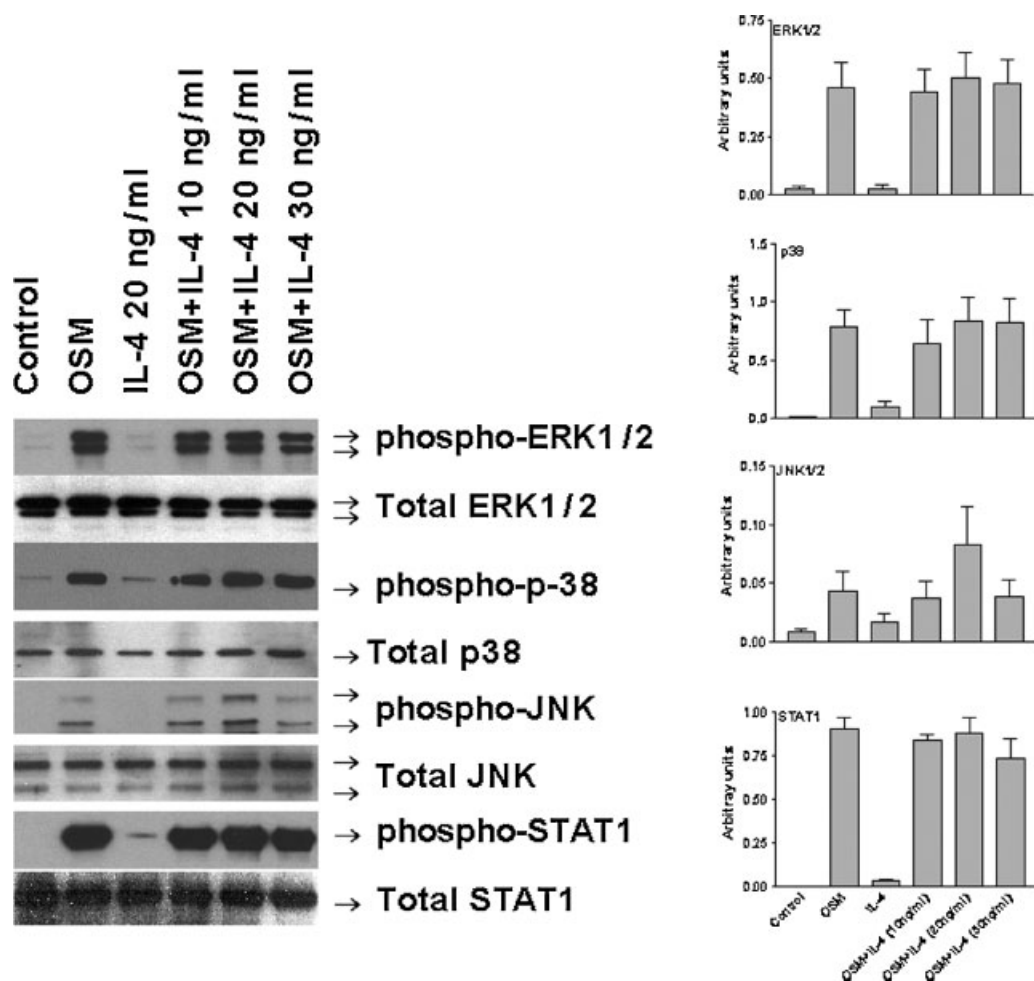 Control
OSM
IL-4 20 ng/ml
OSM+IL-4 10 ng/ml
OSM+IL-4 20 ng/ml
OSM+IL-4 30 ng/ml
→ phospho-ERK1/2
→ Total ERK1/2
→ phospho-p-38
→ Total p38
→ phospho-JNK
→ Total JNK
→ phospho-STAT1
→ Total STAT1
ERK1/2
Arbitrary units
0.75
0.50
0.25
0.00
p38
Arbitrary units
1.5
1.0
0.5
0.0
JNK1/2
Arbitrary units
0.15
0.10
0.05
0.00
STAT1
Arbitray units
1.00
0.75
0.50
0.25
0.00
Control
OSM
IL-4
OSM+IL-4 (10ng/ml)
OSM+IL-4 (20ng/ml)
OSM+IL-4 (30ng/ml)